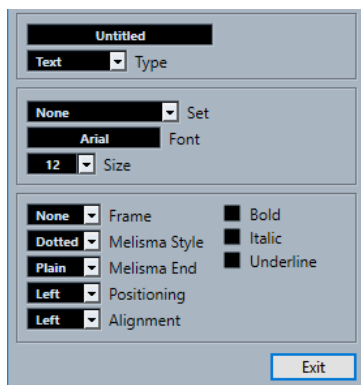 Untitled
Text Type
None Set
Arial Font
12 Size
None Frame Bold
Dotted Melisma Style Italic
Plain Melisma End Underline
Left Positioning
Left Alignment
Exit